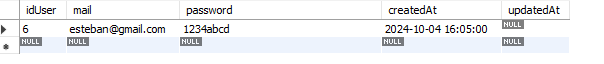 idUser mail password createdAt updatedAt
6 esteban@gmail.com 1234abcd 2024-10-04 16:05:00 NULL
NULL NULL NULL NULL NULL